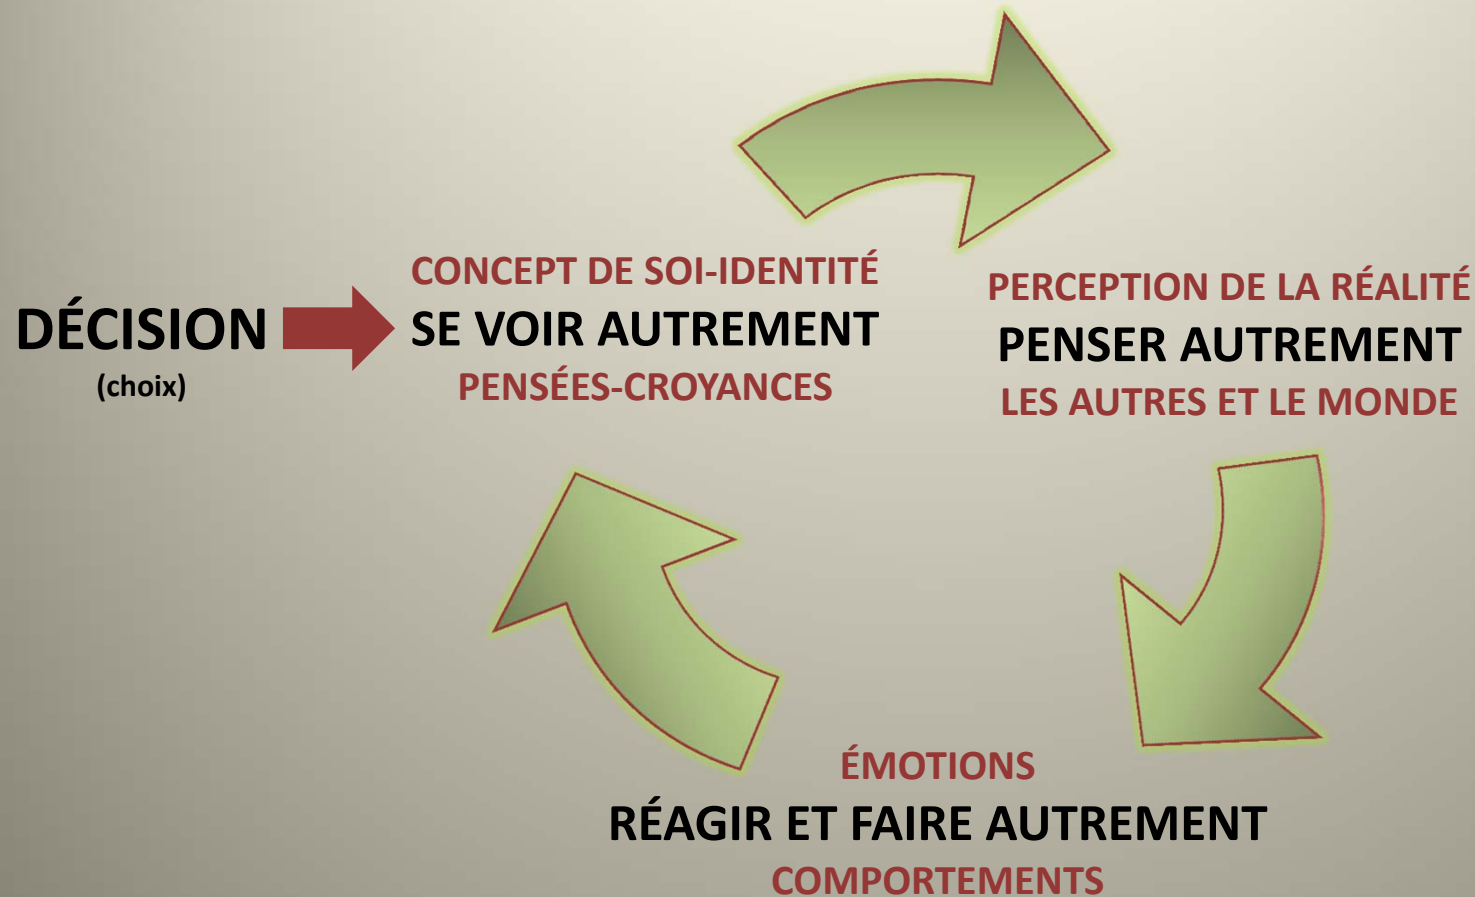 DÉCISION
(choix)
CONCEPT DE SOI-IDENTITÉ
SE VOIR AUTREMENT
PENSÉES-CROYANCES
PERCEPTION DE LA RÉALITÉ
PENSER AUTREMENT
LES AUTRES ET LE MONDE
ÉMOTIONS
RÉAGIR ET FAIRE AUTREMENT
COMPORTEMENTS